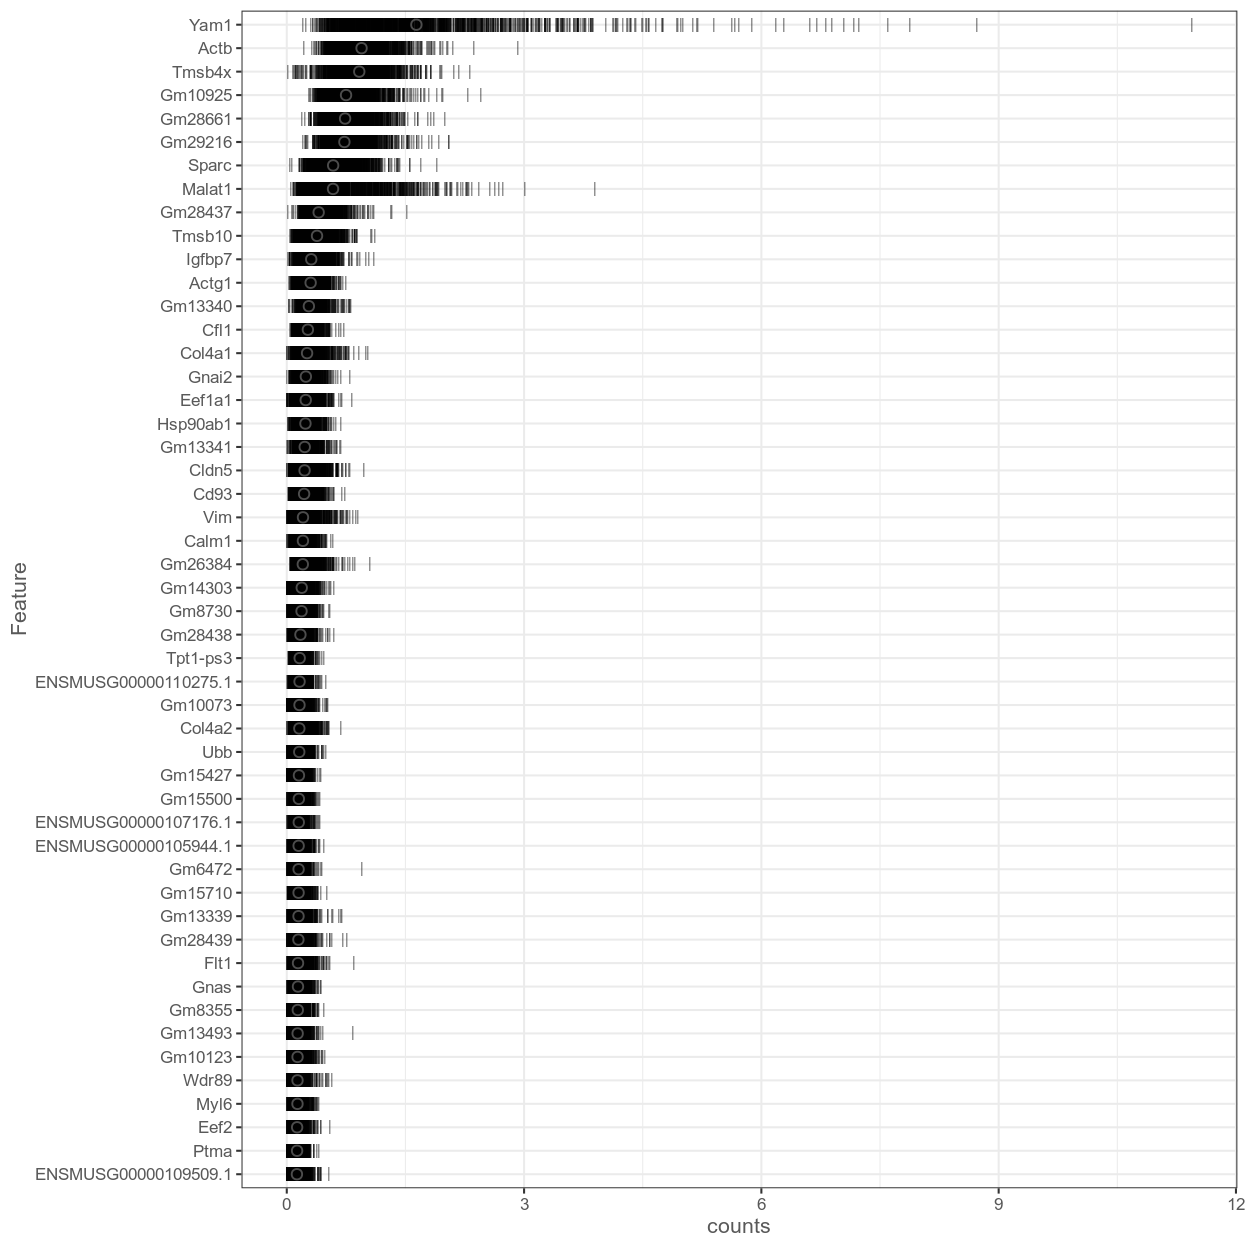 Yam1
Actb
Tmsb4x
Gm10925
Gm28661
Gm29216
Sparc
Malat1
Gm28437
Tmsb10
Igfbp7
Actg1
Gm13340
Cfl1
Col4a1
Gnai2
Eef1a1
Hsp90ab1
Gm13341
Cldn5
Cd93
Vim
Calm1
Gm26384
Gm14303
Gm8730
Gm28438
Tpt1-ps3
ENSMUSG00000110275.1
Gm10073
Col4a2
Ubb
Gm15427
Gm15500
ENSMUSG00000107176.1
ENSMUSG00000105944.1
Gm6472
Gm15710
Gm13339
Gm28439
Flt1
Gnas
Gm8355
Gm13493
Gm10123
Wdr89
Myl6
Eef2
Ptma
ENSMUSG00000109509.1
Feature
0 3 6 9 12
counts